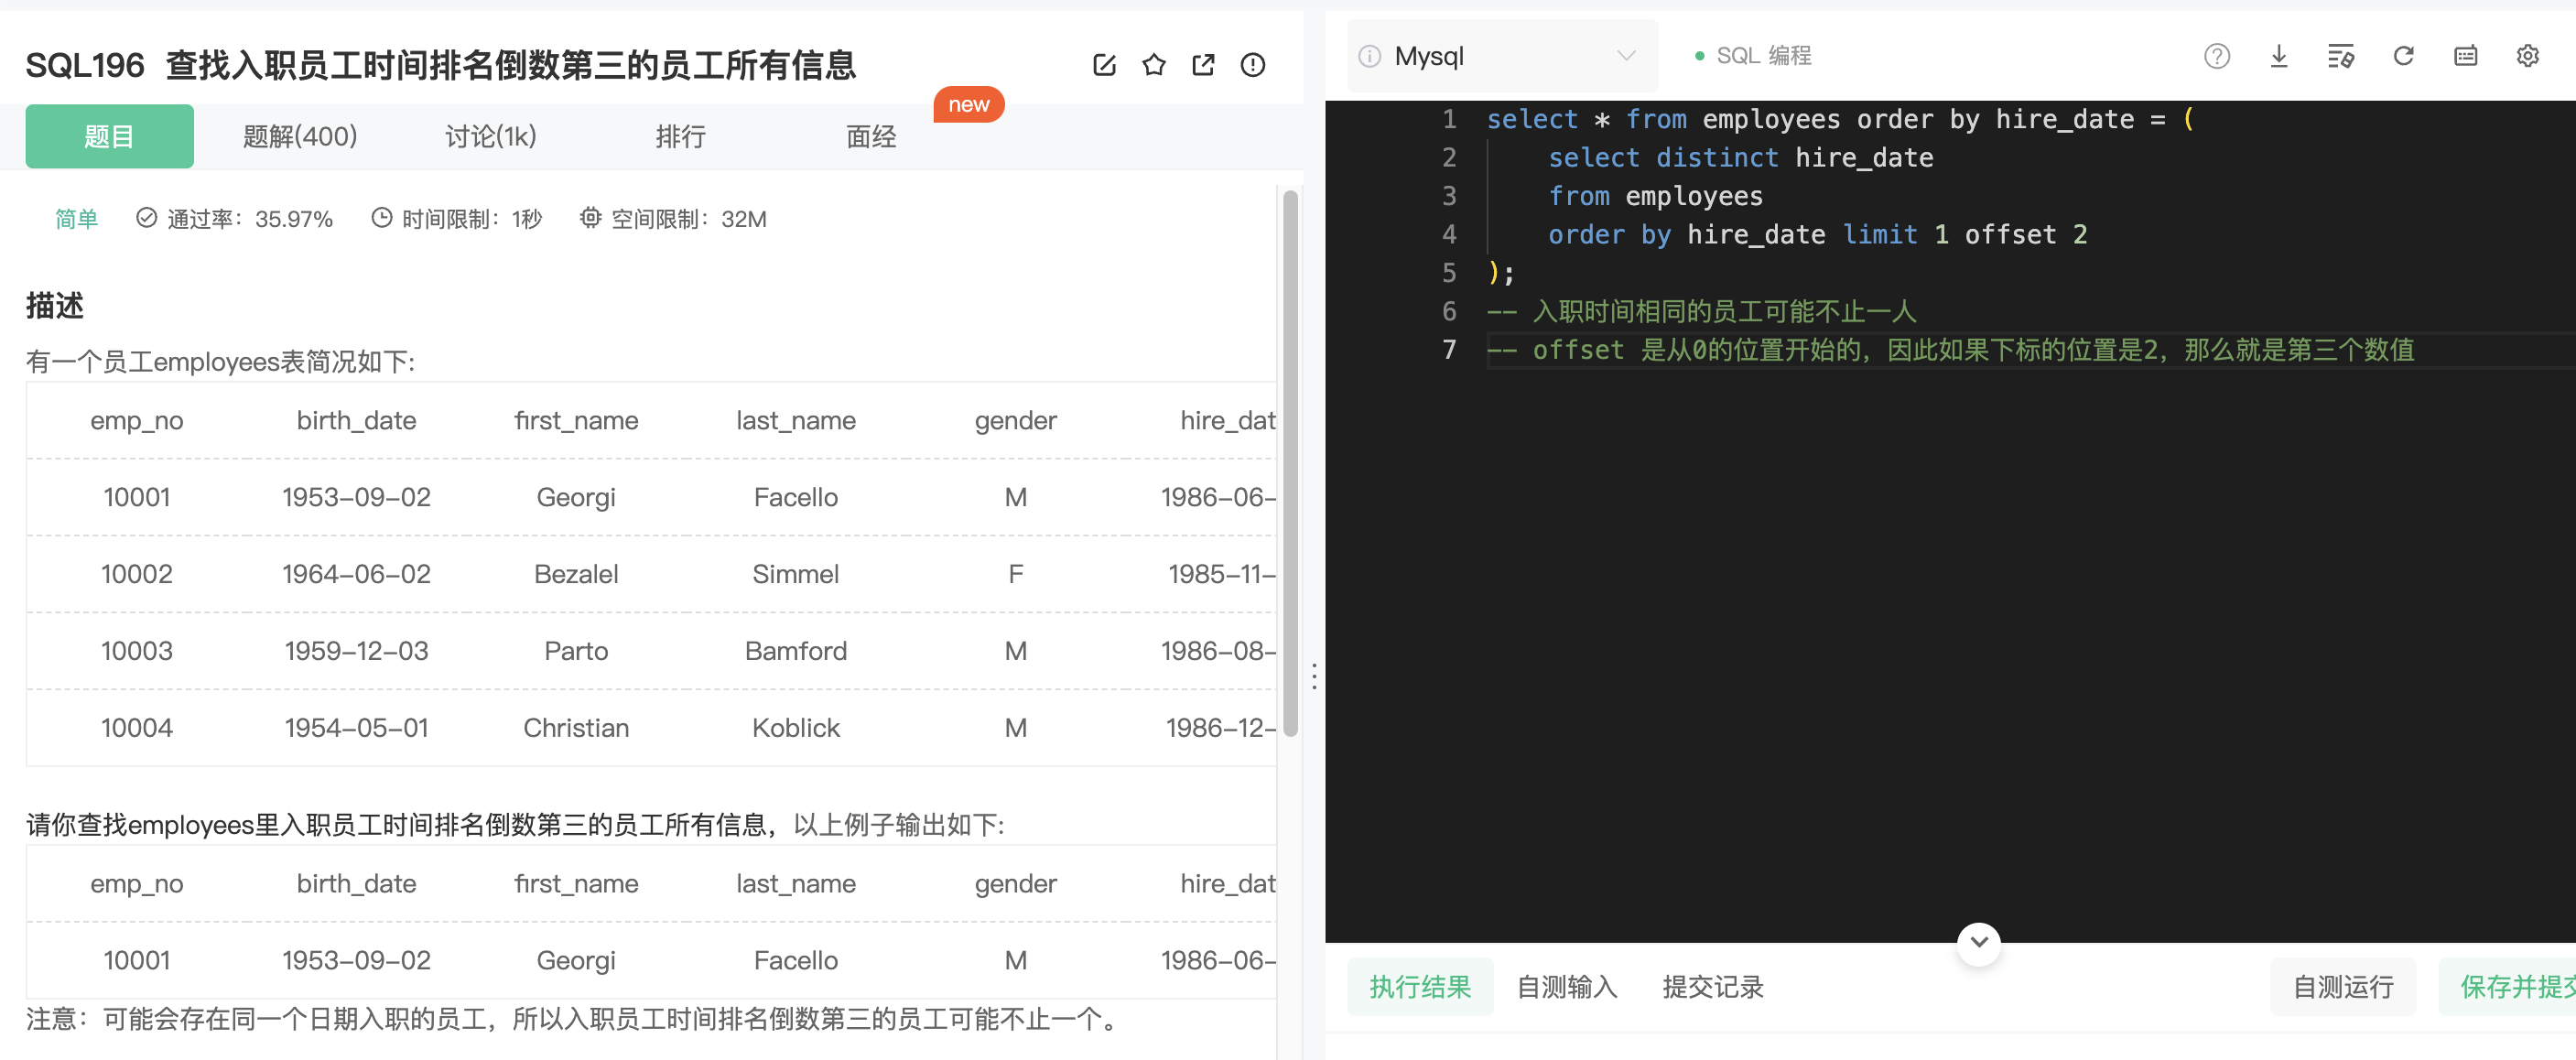 SQL196 查找入职员工时间排名倒数第三的员工所有信息
题目 题解(400) 讨论(1k) 排行 面经 new
简单 通过率：35.97% 时间限制：1秒 空间限制：32M
描述
有一个员工employees表简况如下:
emp_no birth_date first_name last_name gender hire_dat
10001 1953-09-02 Georgi Facello M 1986-06-
10002 1964-06-02 Bezalel Simmel F 1985-11-
10003 1959-12-03 Parto Bamford M 1986-08-
10004 1954-05-01 Christian Koblick M 1986-12-
请你查找employees里入职员工时间排名倒数第三的员工所有信息，以上例子输出如下:
emp_no birth_date first_name last_name gender hire_dat
10001 1953-09-02 Georgi Facello M 1986-06-
注意：可能会存在同一个日期入职的员工，所以入职员工时间排名倒数第三的员工可能不止一个。
Mysql SQL 编程
1 select * from employees order by hire_date = (
2 select distinct hire_date
3 from employees
4 order by hire_date limit 1 offset 2
5 );
6 -- 入职时间相同的员工可能不止一人
7 -- offset 是从0的位置开始的，因此如果下标的位置是2，那么就是第三个数值
执行结果 自测输入 提交记录 自测运行 保存并提交